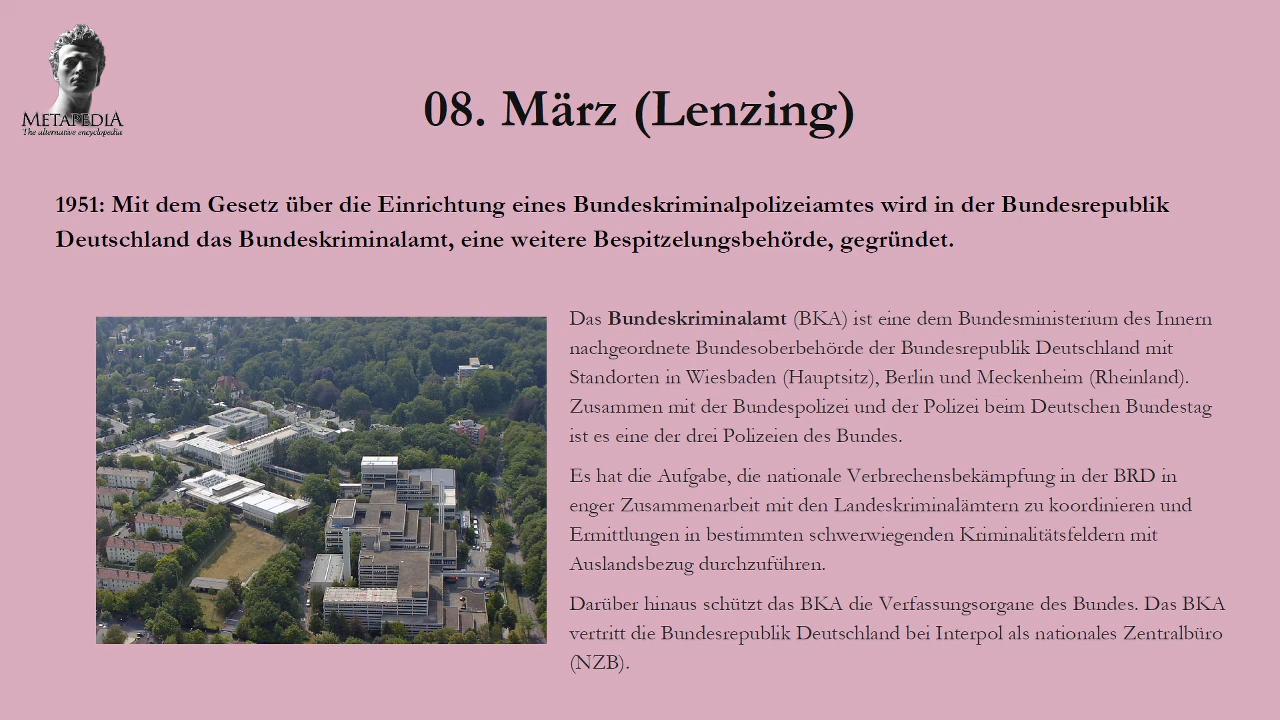 METAPEDIA
The alternative encyclopedia
08. März (Lenzing)
1951: Mit dem Gesetz über die Einrichtung eines Bundeskriminalpolizeiamtes wird in der Bundesrepublik
Deutschland das Bundeskriminalamt, eine weitere Bespitzelungsbehörde, gegründet.
Das Bundeskriminalamt (BKA) ist eine dem Bundesministerium des Innern
nachgeordnete Bundesoberbehörde der Bundesrepublik Deutschland mit
Standorten in Wiesbaden (Hauptsitz), Berlin und Meckenheim (Rheinland).
Zusammen mit der Bundespolizei und der Polizei beim Deutschen Bundestag
ist es eine der drei Polizeien des Bundes.
Es hat die Aufgabe, die nationale Verbrechensbekämpfung in der BRD in
enger Zusammenarbeit mit den Landeskriminalämtern zu koordinieren und
Ermittlungen in bestimmten schwerwiegenden Kriminalitätsfeldern mit
Auslandsbezug durchzuführen.
Darüber hinaus schützt das BKA die Verfassungsorgane des Bundes. Das BKA
vertritt die Bundesrepublik Deutschland bei Interpol als nationales Zentralbüro
(NZB).